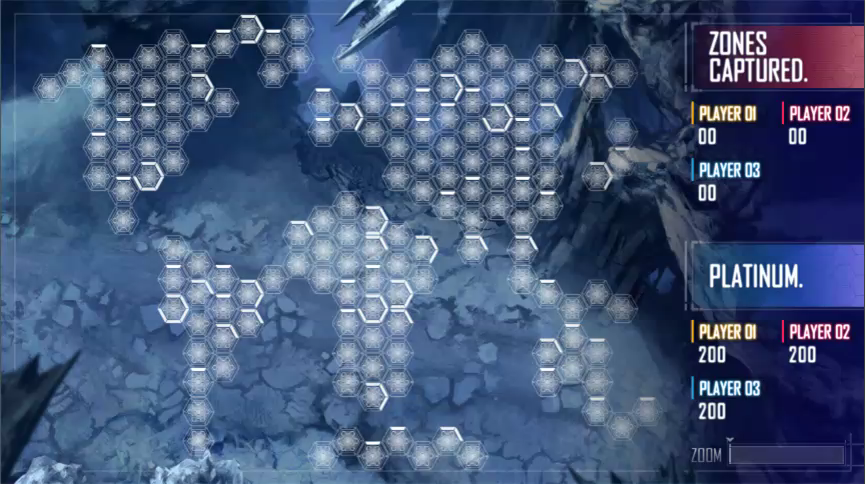 ZONES
CAPTURED.
PLAYER 01
00
PLAYER 02
00
PLAYER 03
00
PLATINUM.
PLAYER 01
200
PLAYER 02
200
PLAYER 03
200
ZOOM